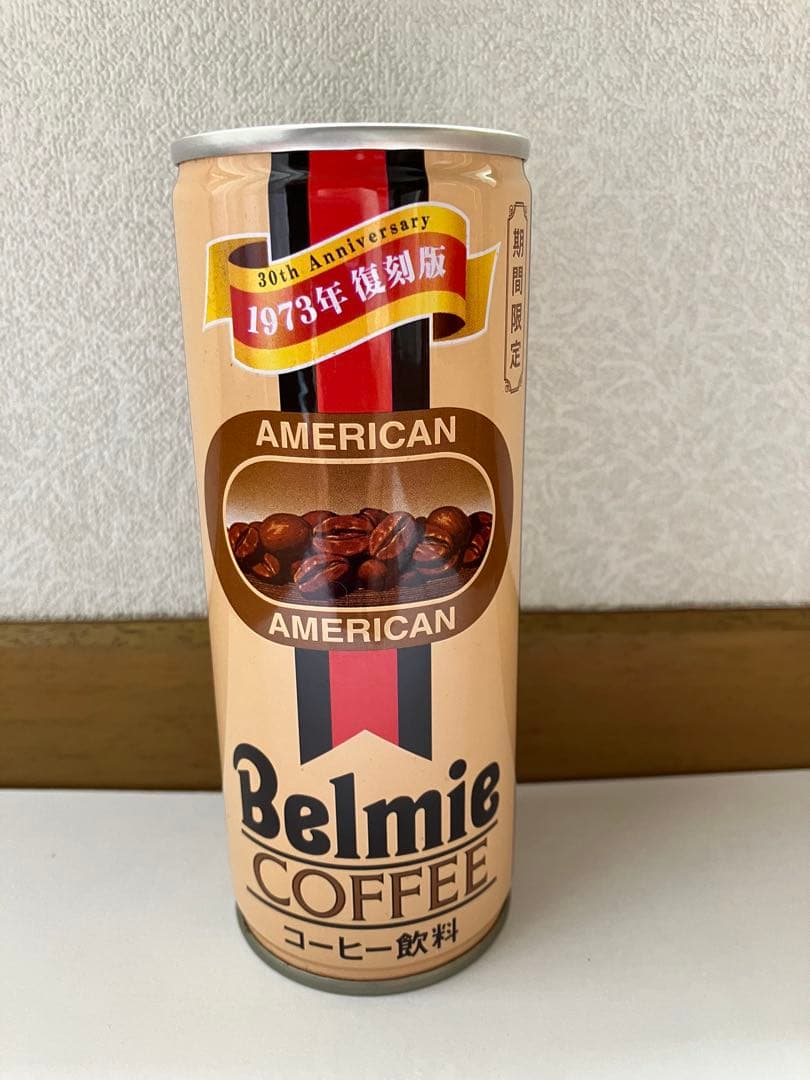 30th Anniversary
1973年 復刻版
期間限定
AMERICAN
AMERICAN
Belmie
COFFEE
コーヒー飲料